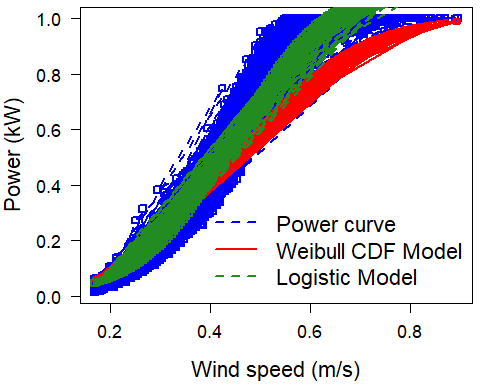 1.0
0.8
0.6
0.4
0.2
0.0
Power (kW)
Power curve
Weibull CDF Model
Logistic Model
0.2 0.4 0.6 0.8
Wind speed (m/s)